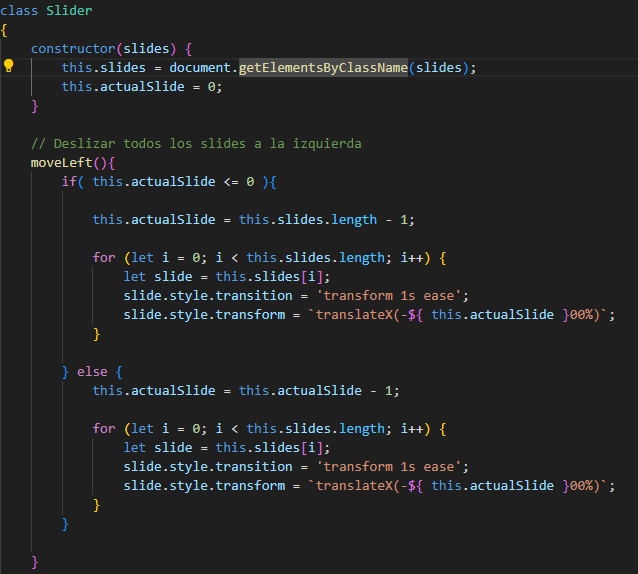 class Slider
{
constructor(slides) {
this.slides = document.getElementsByClassName(slides);
this.actualSlide = 0;
}
// Deslizar todos los slides a la izquierda
moveLeft(){
if( this.actualSlide <= 0 ){
this.actualSlide = this.slides.length - 1;
for (let i = 0; i < this.slides.length; i++) {
let slide = this.slides[i];
slide.style.transition = 'transform 1s ease';
slide.style.transform = `translateX(-${ this.actualSlide }00%)`;
}
} else {
this.actualSlide = this.actualSlide - 1;
for (let i = 0; i < this.slides.length; i++) {
let slide = this.slides[i];
slide.style.transition = 'transform 1s ease';
slide.style.transform = `translateX(-${ this.actualSlide }00%)`;
}
}
}